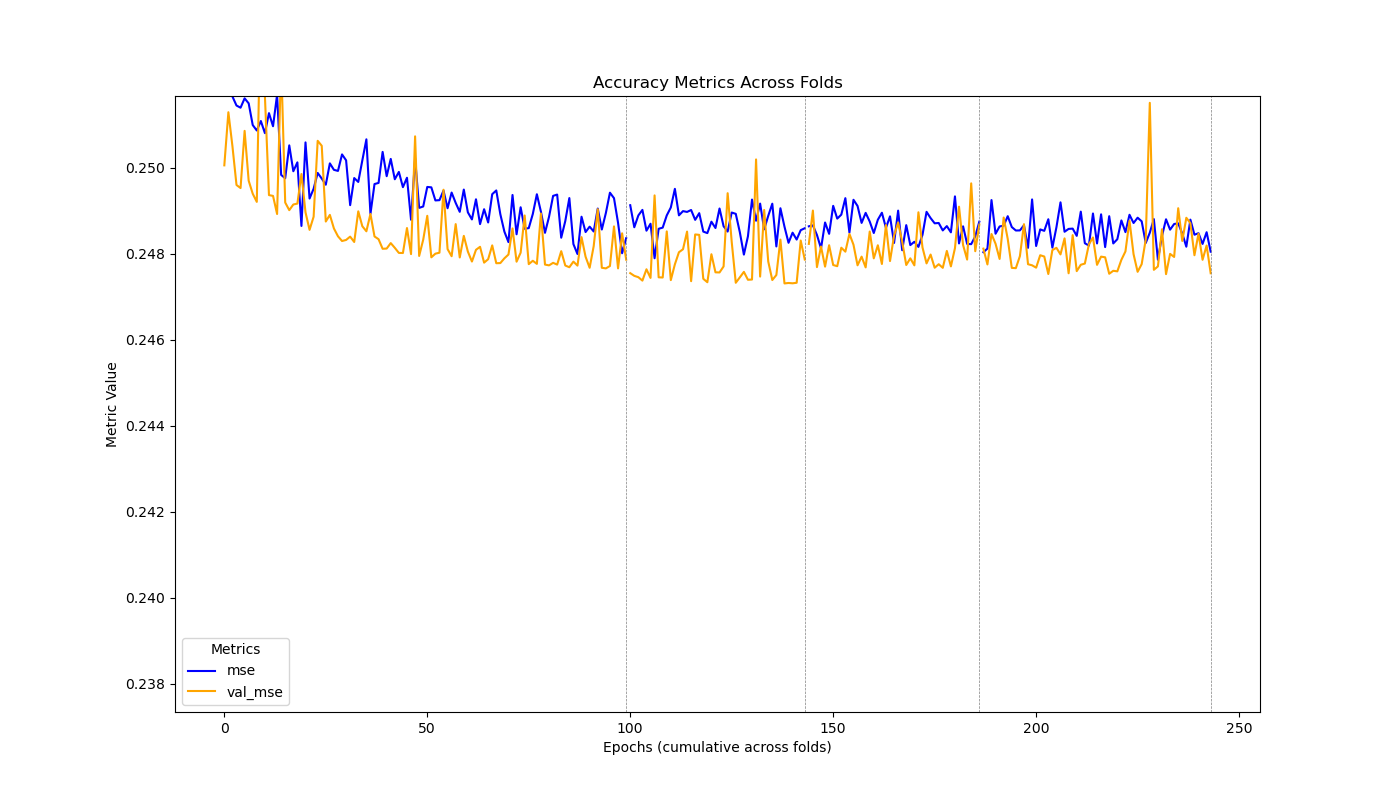 Accuracy Metrics Across Folds
Metric Value
0.250
0.248
0.246
0.244
0.242
0.240
0.238
Metrics
mse
val_mse
0
50
100
150
200
250
Epochs (cumulative across folds)